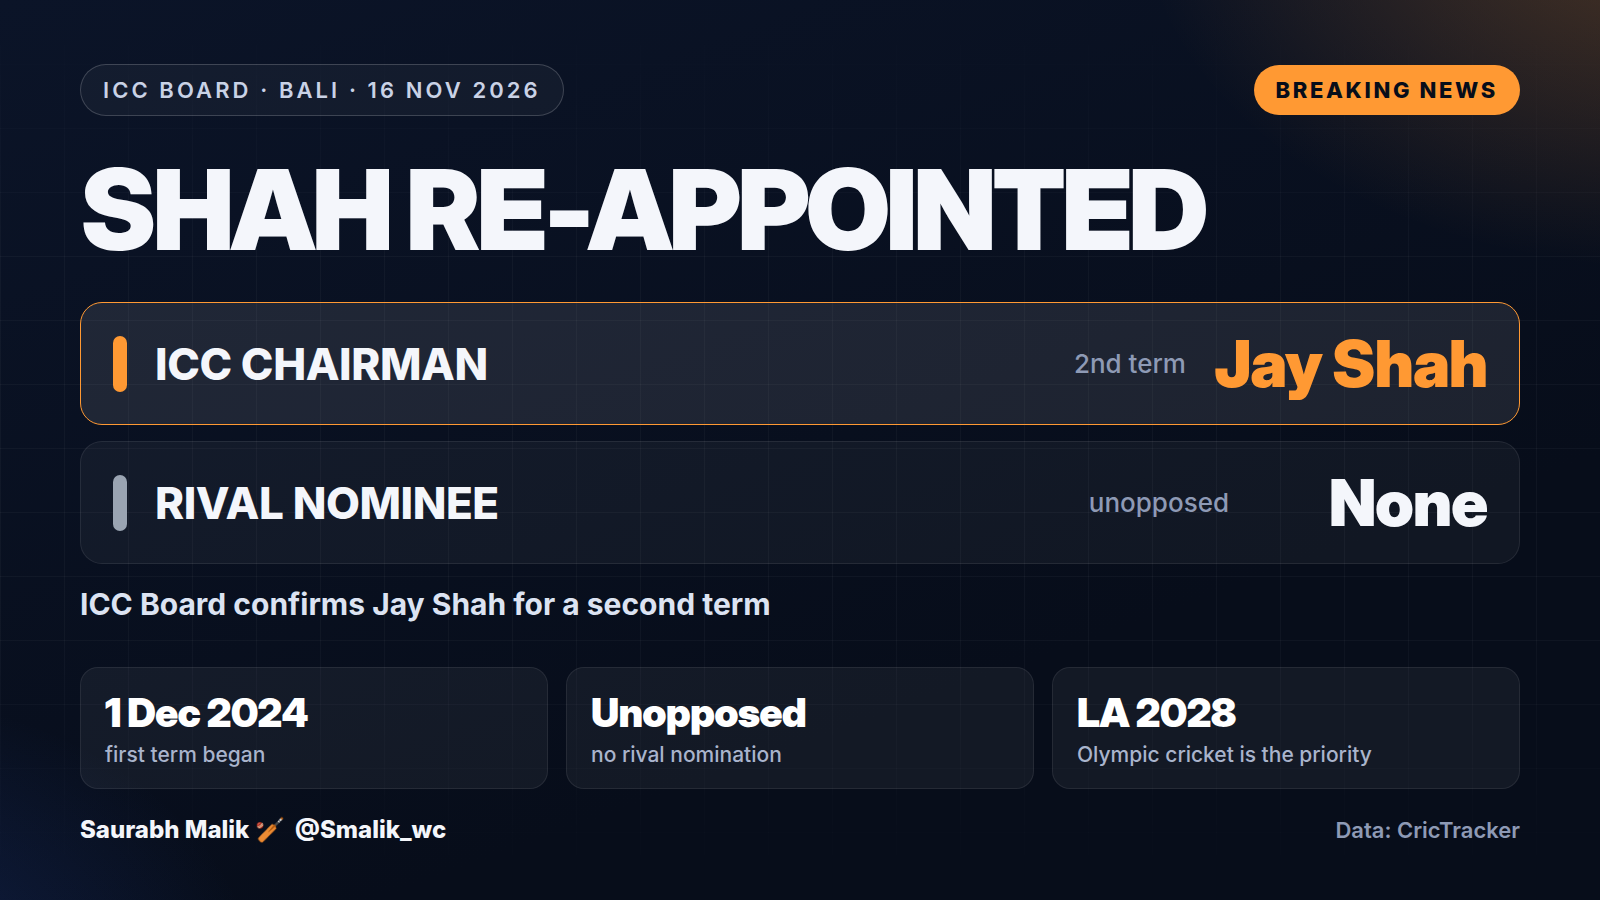 ICC BOARD · BALI · 16 NOV 2026
BREAKING NEWS
SHAH RE-APPOINTED
ICC CHAIRMAN 2nd term Jay Shah
RIVAL NOMINEE unopposed None
ICC Board confirms Jay Shah for a second term
1 Dec 2024
first term began
Unopposed
no rival nomination
LA 2028
Olympic cricket is the priority
Saurabh Malik 🏏 @Smalik_wc
Data: CricTracker